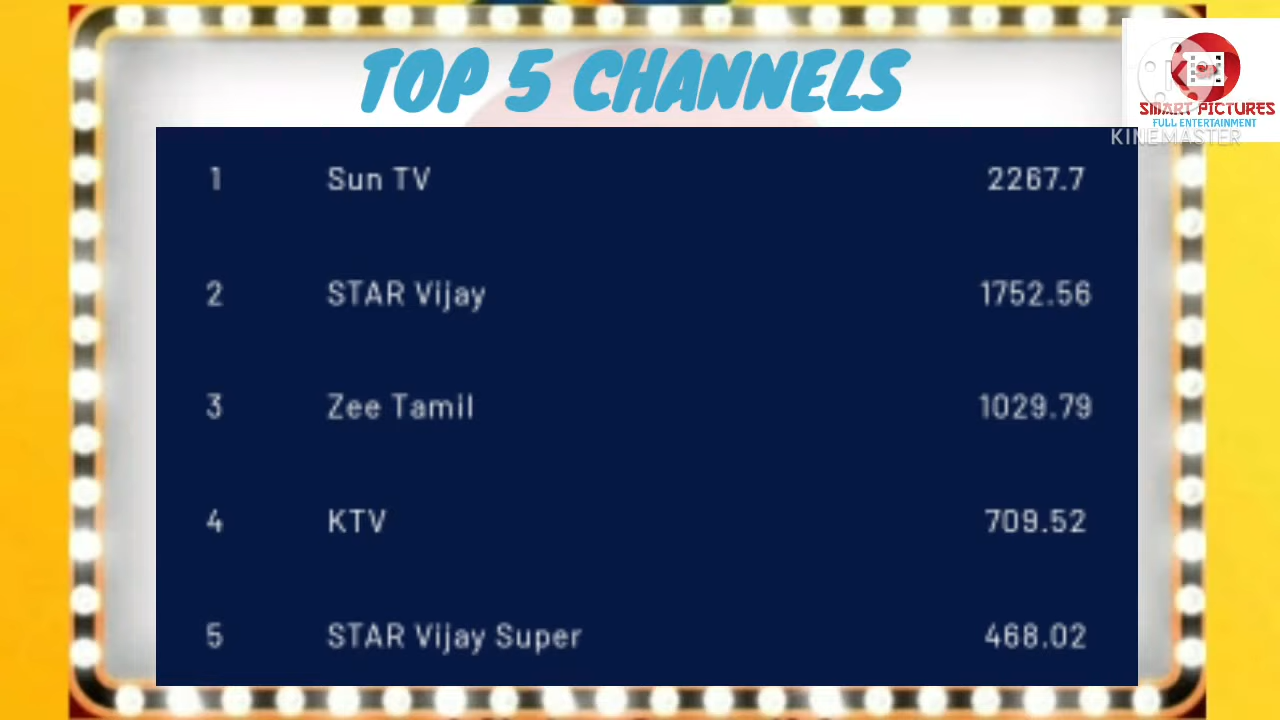 TOP 5 CHANNELS
SMART PICTURES
FULL ENTERTAINMENT
KINEMASTER
1 Sun TV 2267.7
2 STAR Vijay 1752.56
3 Zee Tamil 1029.79
4 KTV 709.52
5 STAR Vijay Super 468.02